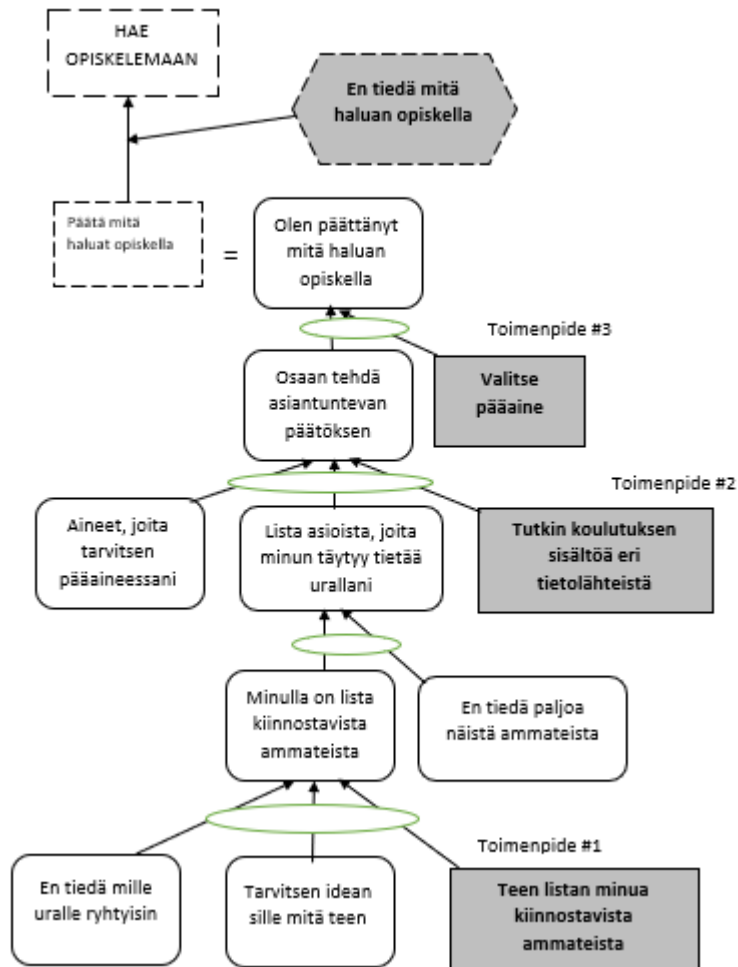 HAE
OPISKELEMAAN
En tiedä mitä
haluan opiskella
Päätä mitä
haluat opiskella
=
Olen päättänyt
mitä haluan
opiskella
Toimenpide #3
Osaan tehdä
asiantuntevan
päätöksen
Valitse
pääaine
Toimenpide #2
Aineet, joita
tarvitsen
pääaineessani
Lista asioista, joita
minun täytyy tietää
urallani
Tutkin koulutuksen
sisältöä eri
tietolähteistä
Minulla on lista
kiinnostavista
ammateista
En tiedä paljoa
näistä ammateista
Toimenpide #1
En tiedä mille
uralle ryhtyisin
Tarvitsen idean
sille mitä teen
Teen listan minua
kiinnostavista
ammateista